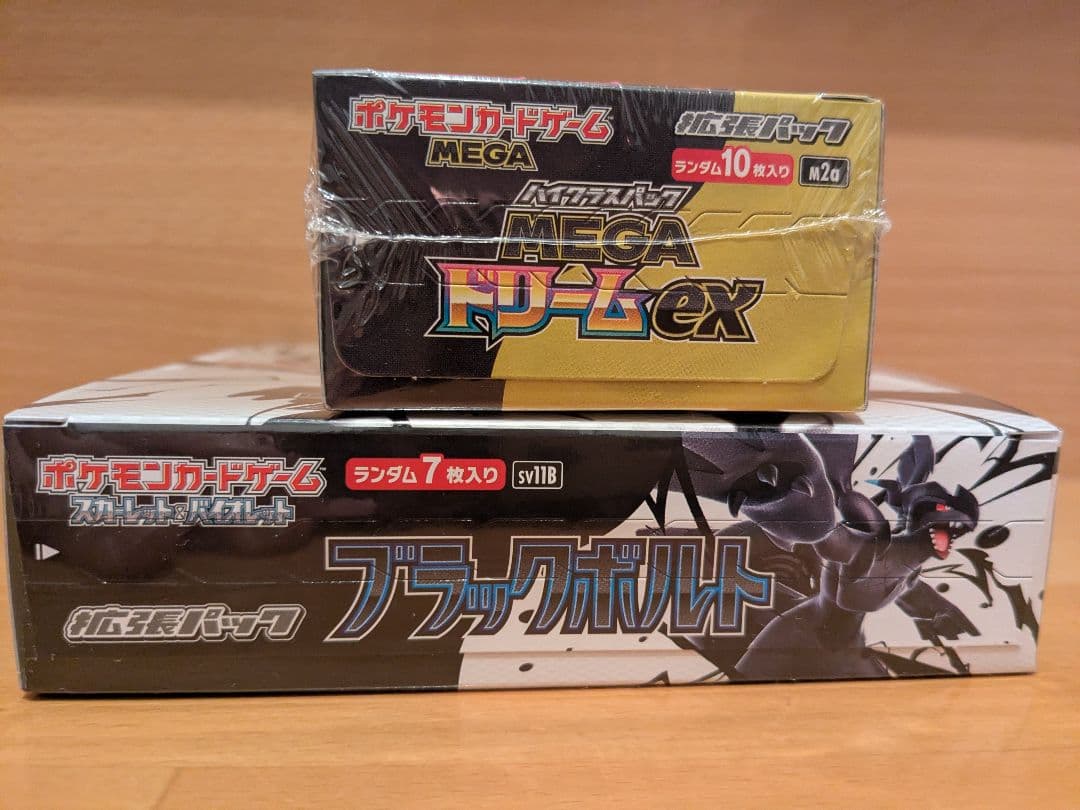 ポケモンカードゲーム™
MEGA
拡張パック
ランダム10枚入り
M2a
ハイクラスパック
MEGA
ドリームex
ポケモンカードゲーム™
スカーレット&バイオレット
ランダム7枚入り
SV11B
ブラックボルト
拡張パック